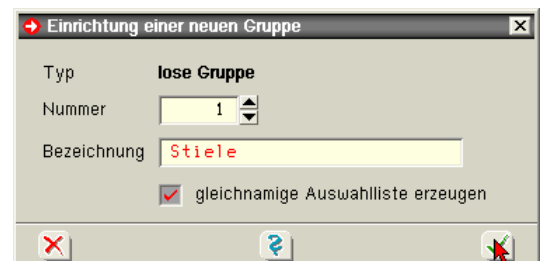 Einrichtung einer neuen Gruppe
Typ lose Gruppe
Nummer 1
Bezeichnung Stiele
gleichnamige Auswahlliste erzeugen